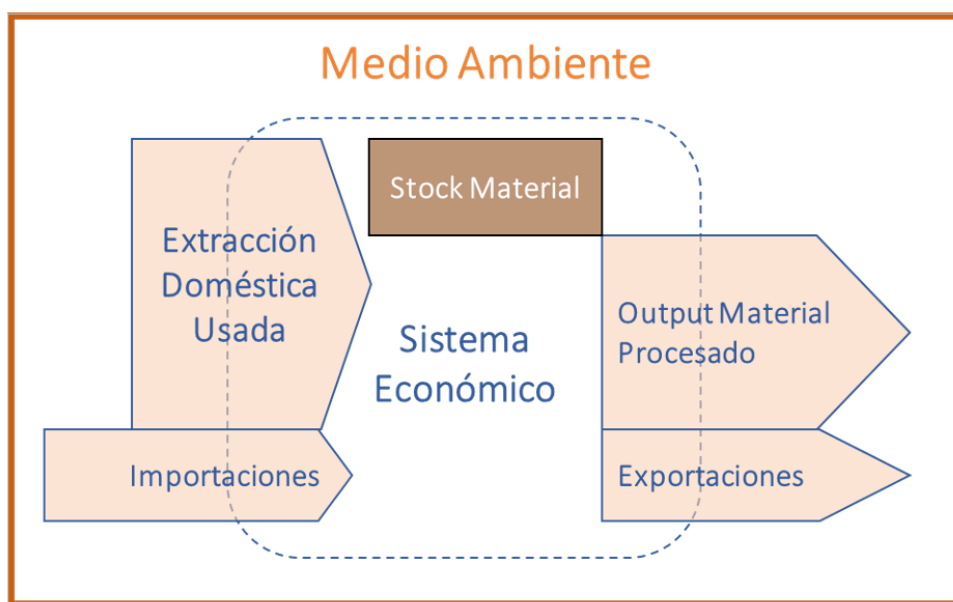 Medio Ambiente
Stock Material
Extracción
Doméstica
Usada
Sistema
Económico
Output Material
Procesado
Importaciones
Exportaciones